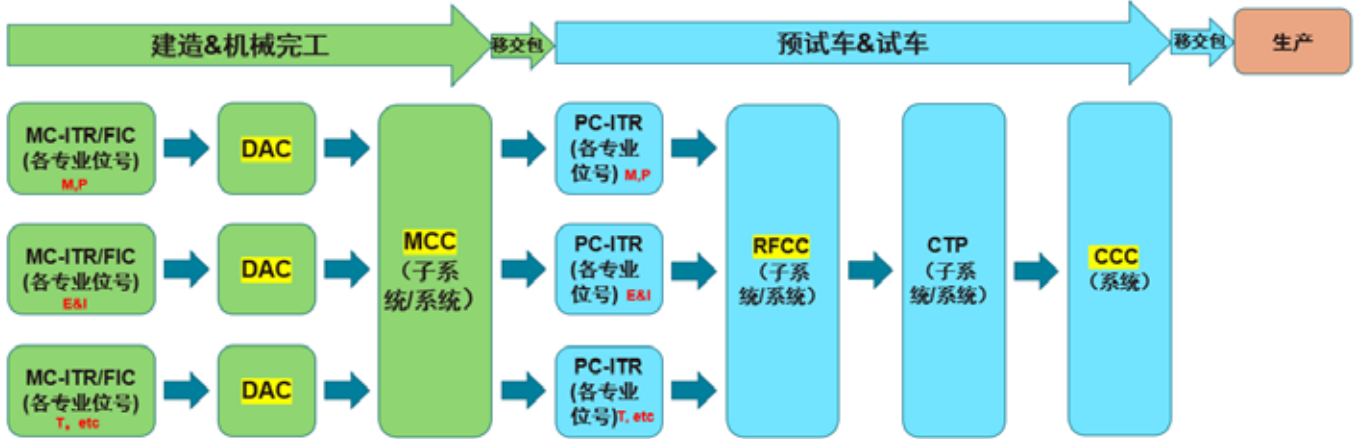 建造&机械完工
移交包
预试车&试车
移交包
生产
MC-ITR/FIC
(各专业位号)
M,P
DAC
MCC
（子系
统/系统）
PC-ITR
(各专业
位号) M,P
RFCC
（子系
统/系统）
CTP
（子系
统/系统）
CCC
（系统）
MC-ITR/FIC
(各专业位号)
E&I
DAC
PC-ITR
(各专业
位号) E&I
MC-ITR/FIC
(各专业位号)
T，etc
DAC
PC-ITR
(各专业
位号)T, etc